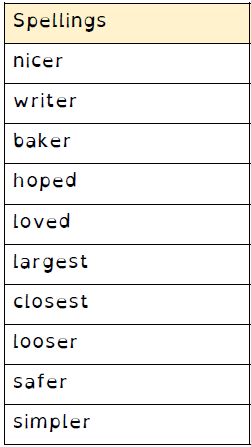 Spellings
nicer
writer
baker
hoped
loved
largest
closest
looser
safer
simpler